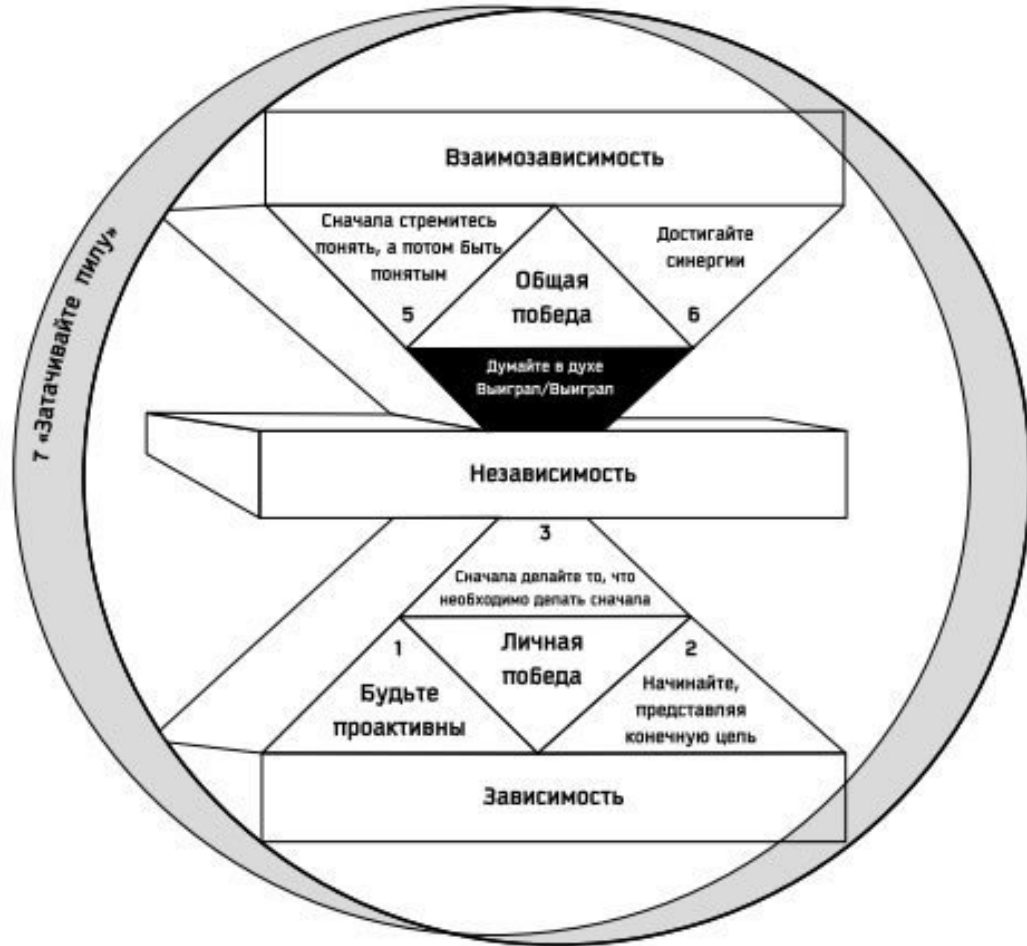 Взаимозависимость
Сначала стремитесь
понять, а потом быть
понятым
5
Общая
победа
Достигайте
синергии
6
Думайте в духе
Выиграл/Выиграл
7 «Затачивайте пилу»
Независимость
3
Сначала делайте то, что
необходимо делать сначала
1
Будьте
проактивны
Личная
победа
2
Начинайте,
представляя
конечную цель
Зависимость